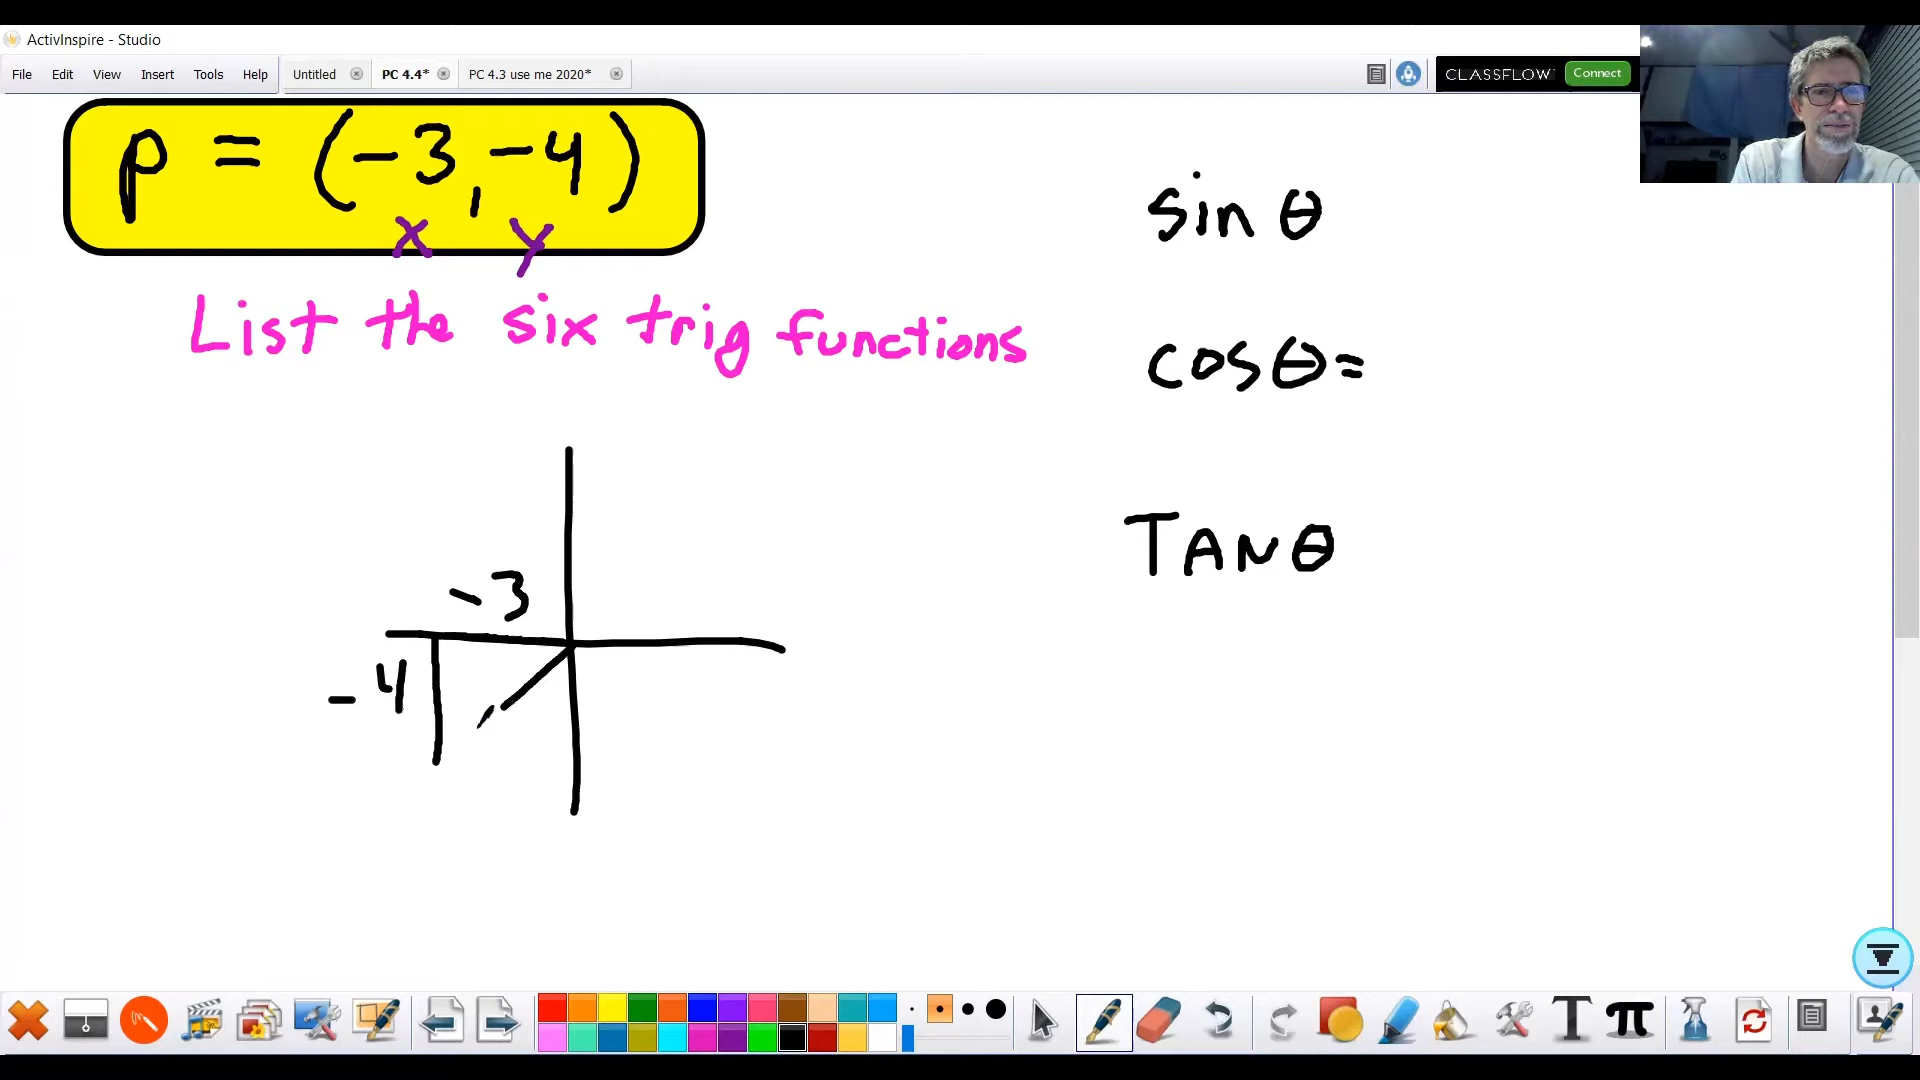 ActivInspire - Studio
File Edit View Insert Tools Help Untitled PC 4.4* PC 4.3 use me 2020* CLASSFLOW Connect
p = (-3, -4)
x y
List the six trig functions
sin θ
cos θ =
TAN θ
-3
-4
T π